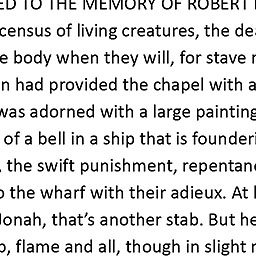 ED TO THE MEMORY OF ROBERT
census of living creatures, the dea
e body when they will, for stave
n had provided the chapel with a
was adorned with a large painting
of a bell in a ship that is founderi
, the swift punishment, repentanc
o the wharf with their adieux. At
Jonah, that's another stab. But he
p, flame and all, though in slight